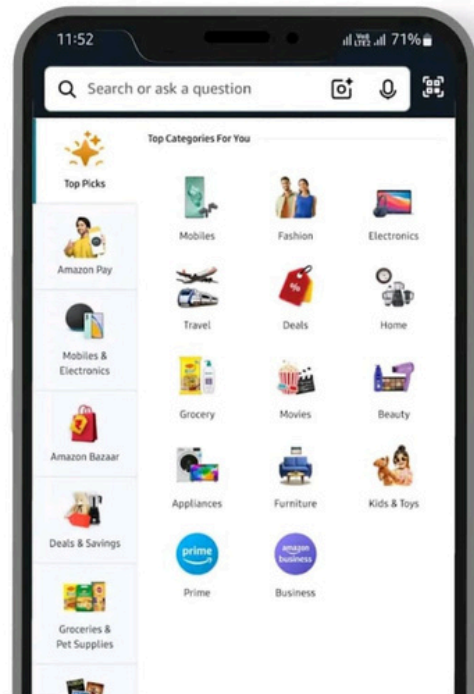 11:52
71%
Search or ask a question
Top Picks
Amazon Pay
Mobiles &
Electronics
Amazon Bazaar
Deals & Savings
Groceries &
Pet Supplies
Top Categories For You
Mobiles
Fashion
Electronics
Travel
Deals
Home
Grocery
Movies
Beauty
Appliances
Furniture
Kids & Toys
prime
amazon
business
Prime
Business